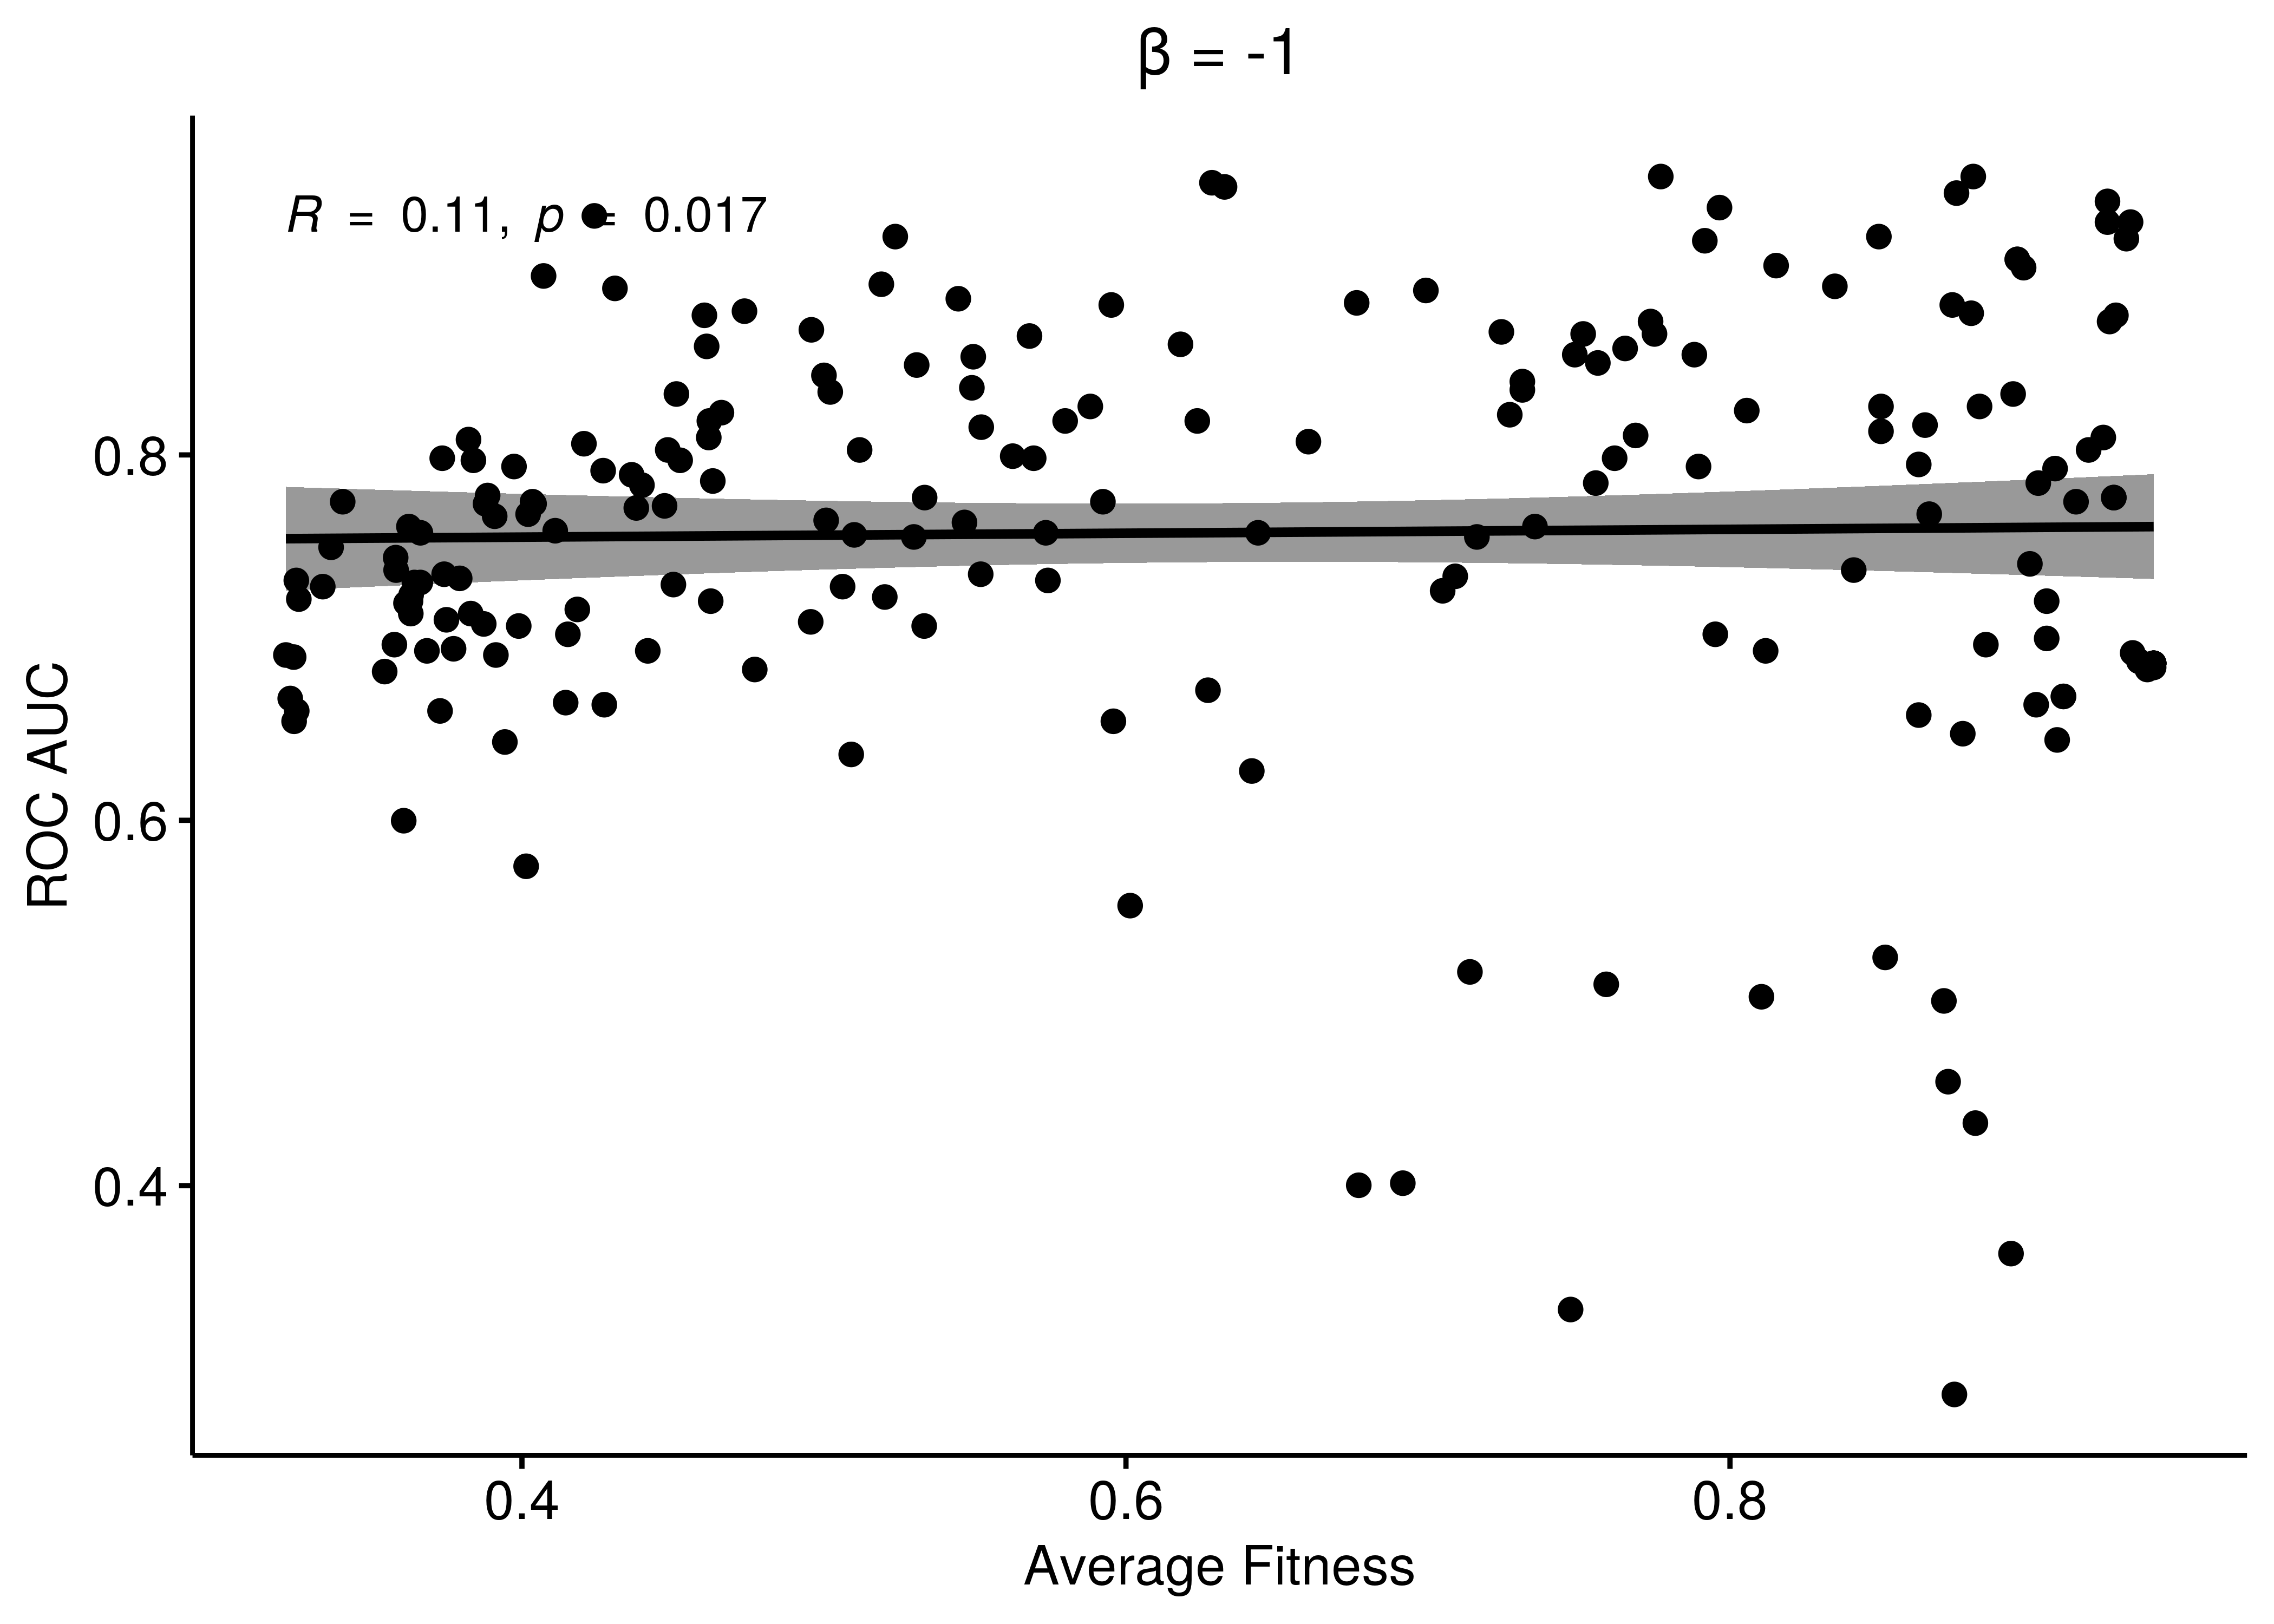 β = -1
R = 0.11, p = 0.017
ROC AUC
0.8
0.6
0.4
0.4 0.6 0.8
Average Fitness